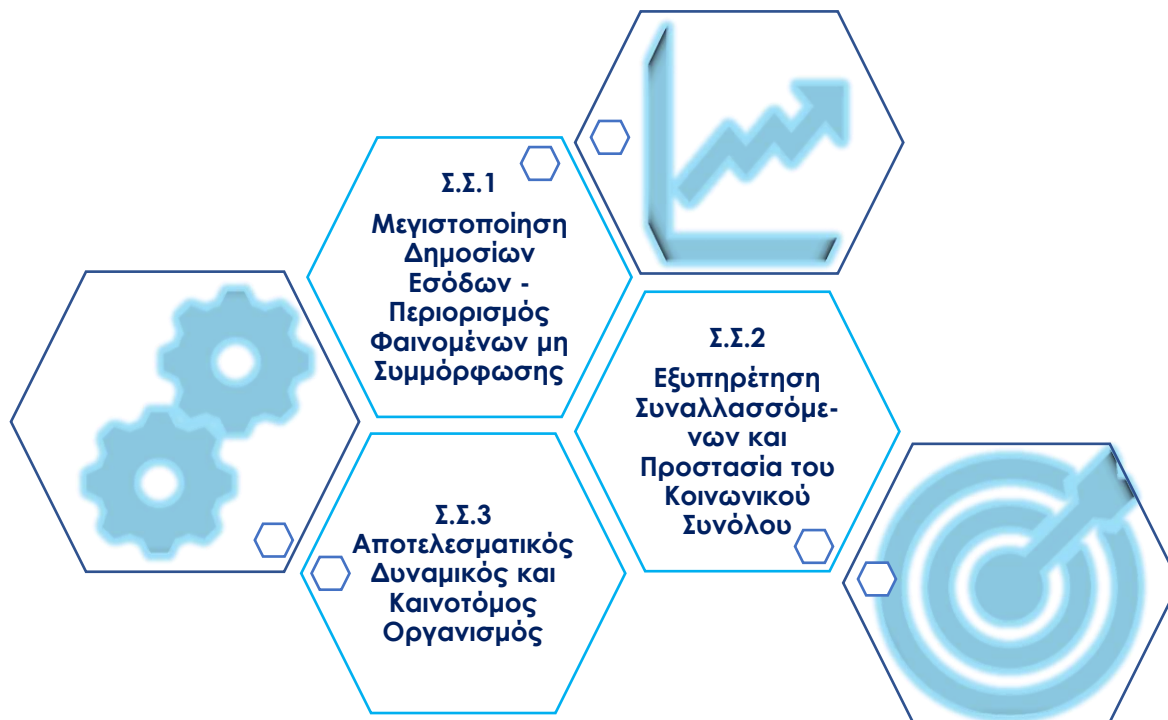 Σ.Σ.1
Μεγιστοποίηση
Δημοσίων
Εσόδων -
Περιορισμός
Φαινομένων μη
Συμμόρφωσης
Σ.Σ.2
Εξυπηρέτηση
Συναλλασσόμε-
νων και
Προστασία του
Κοινωνικού
Συνόλου
Σ.Σ.3
Αποτελεσματικός
Δυναμικός και
Καινοτόμος
Οργανισμός